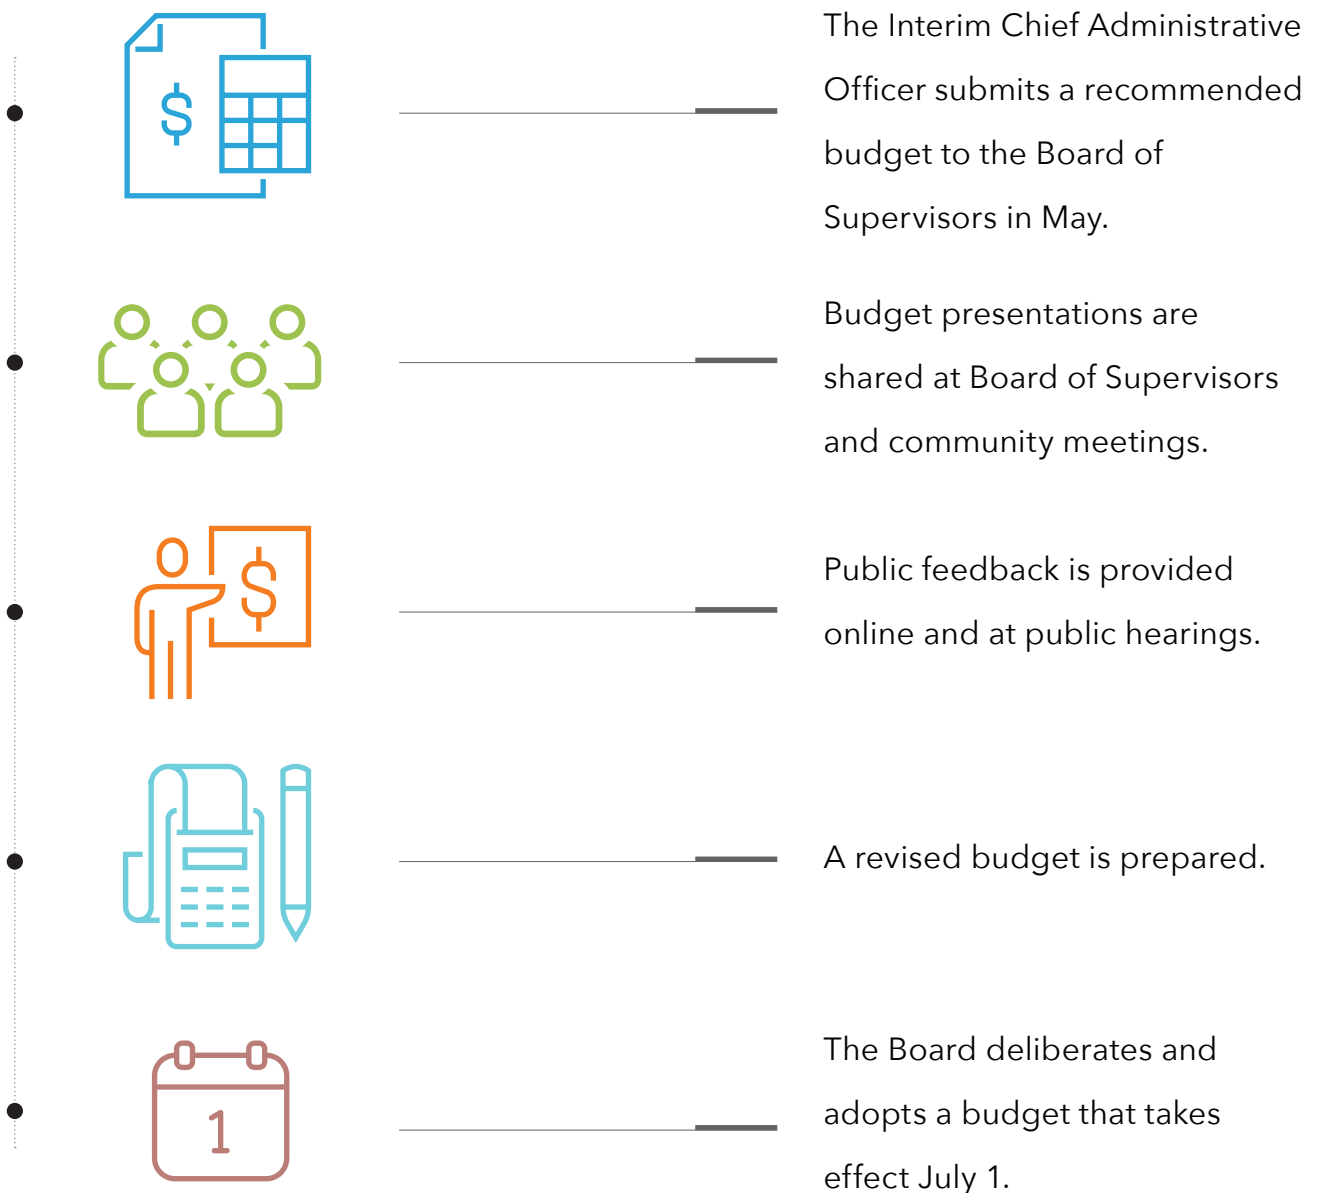 $
The Interim Chief Administrative
Officer submits a recommended
budget to the Board of
Supervisors in May.
Budget presentations are
shared at Board of Supervisors
and community meetings.
$
Public feedback is provided
online and at public hearings.
A revised budget is prepared.
1
The Board deliberates and
adopts a budget that takes
effect July 1.